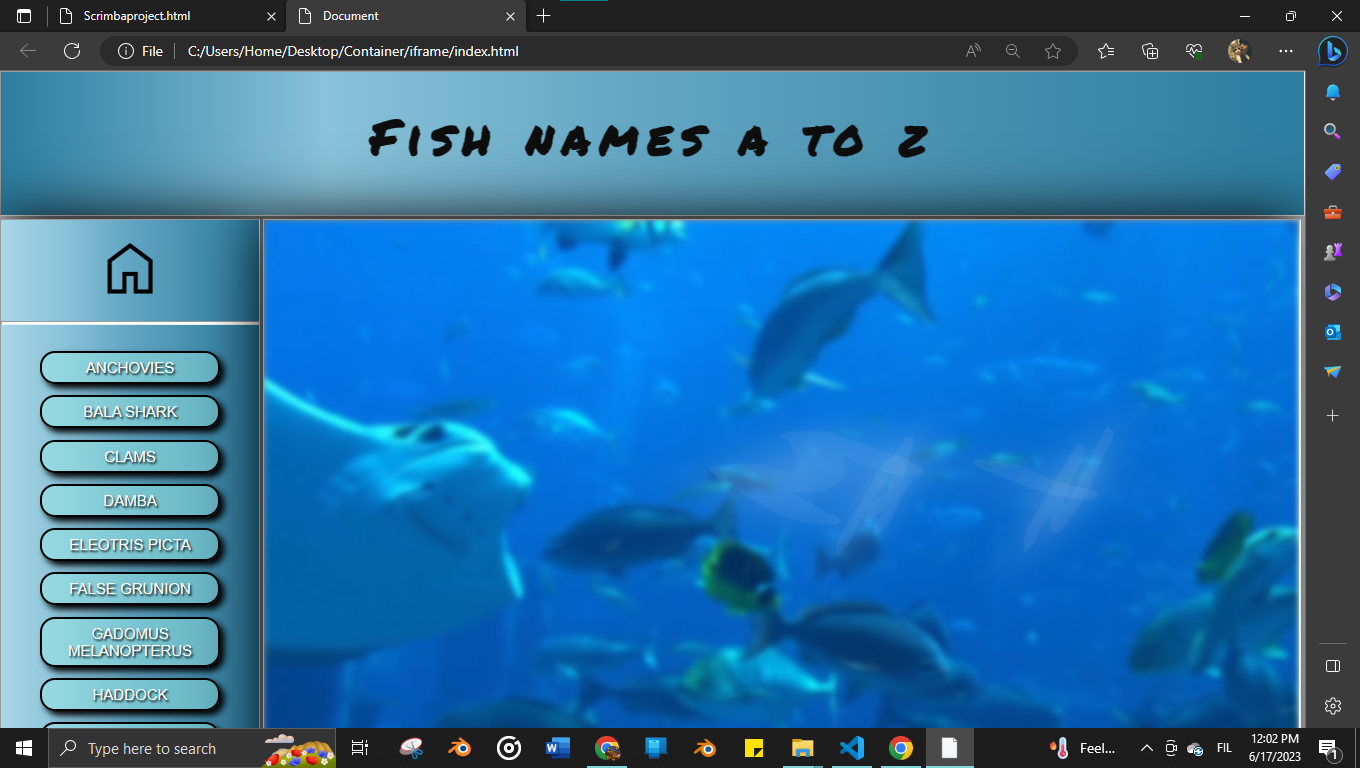 Scrimbaproject.html
Document
File
C:/Users/Home/Desktop/Container/iframe/index.html
Fish names a to z
ANCHOVIES
BALA SHARK
CLAMS
DAMBA
ELEOTRIS PICTA
FALSE GRUNION
GADOMUS
MELANOPTERUS
HADDOCK
Type here to search
Feel...
FIL
12:02 PM
6/17/2023
1